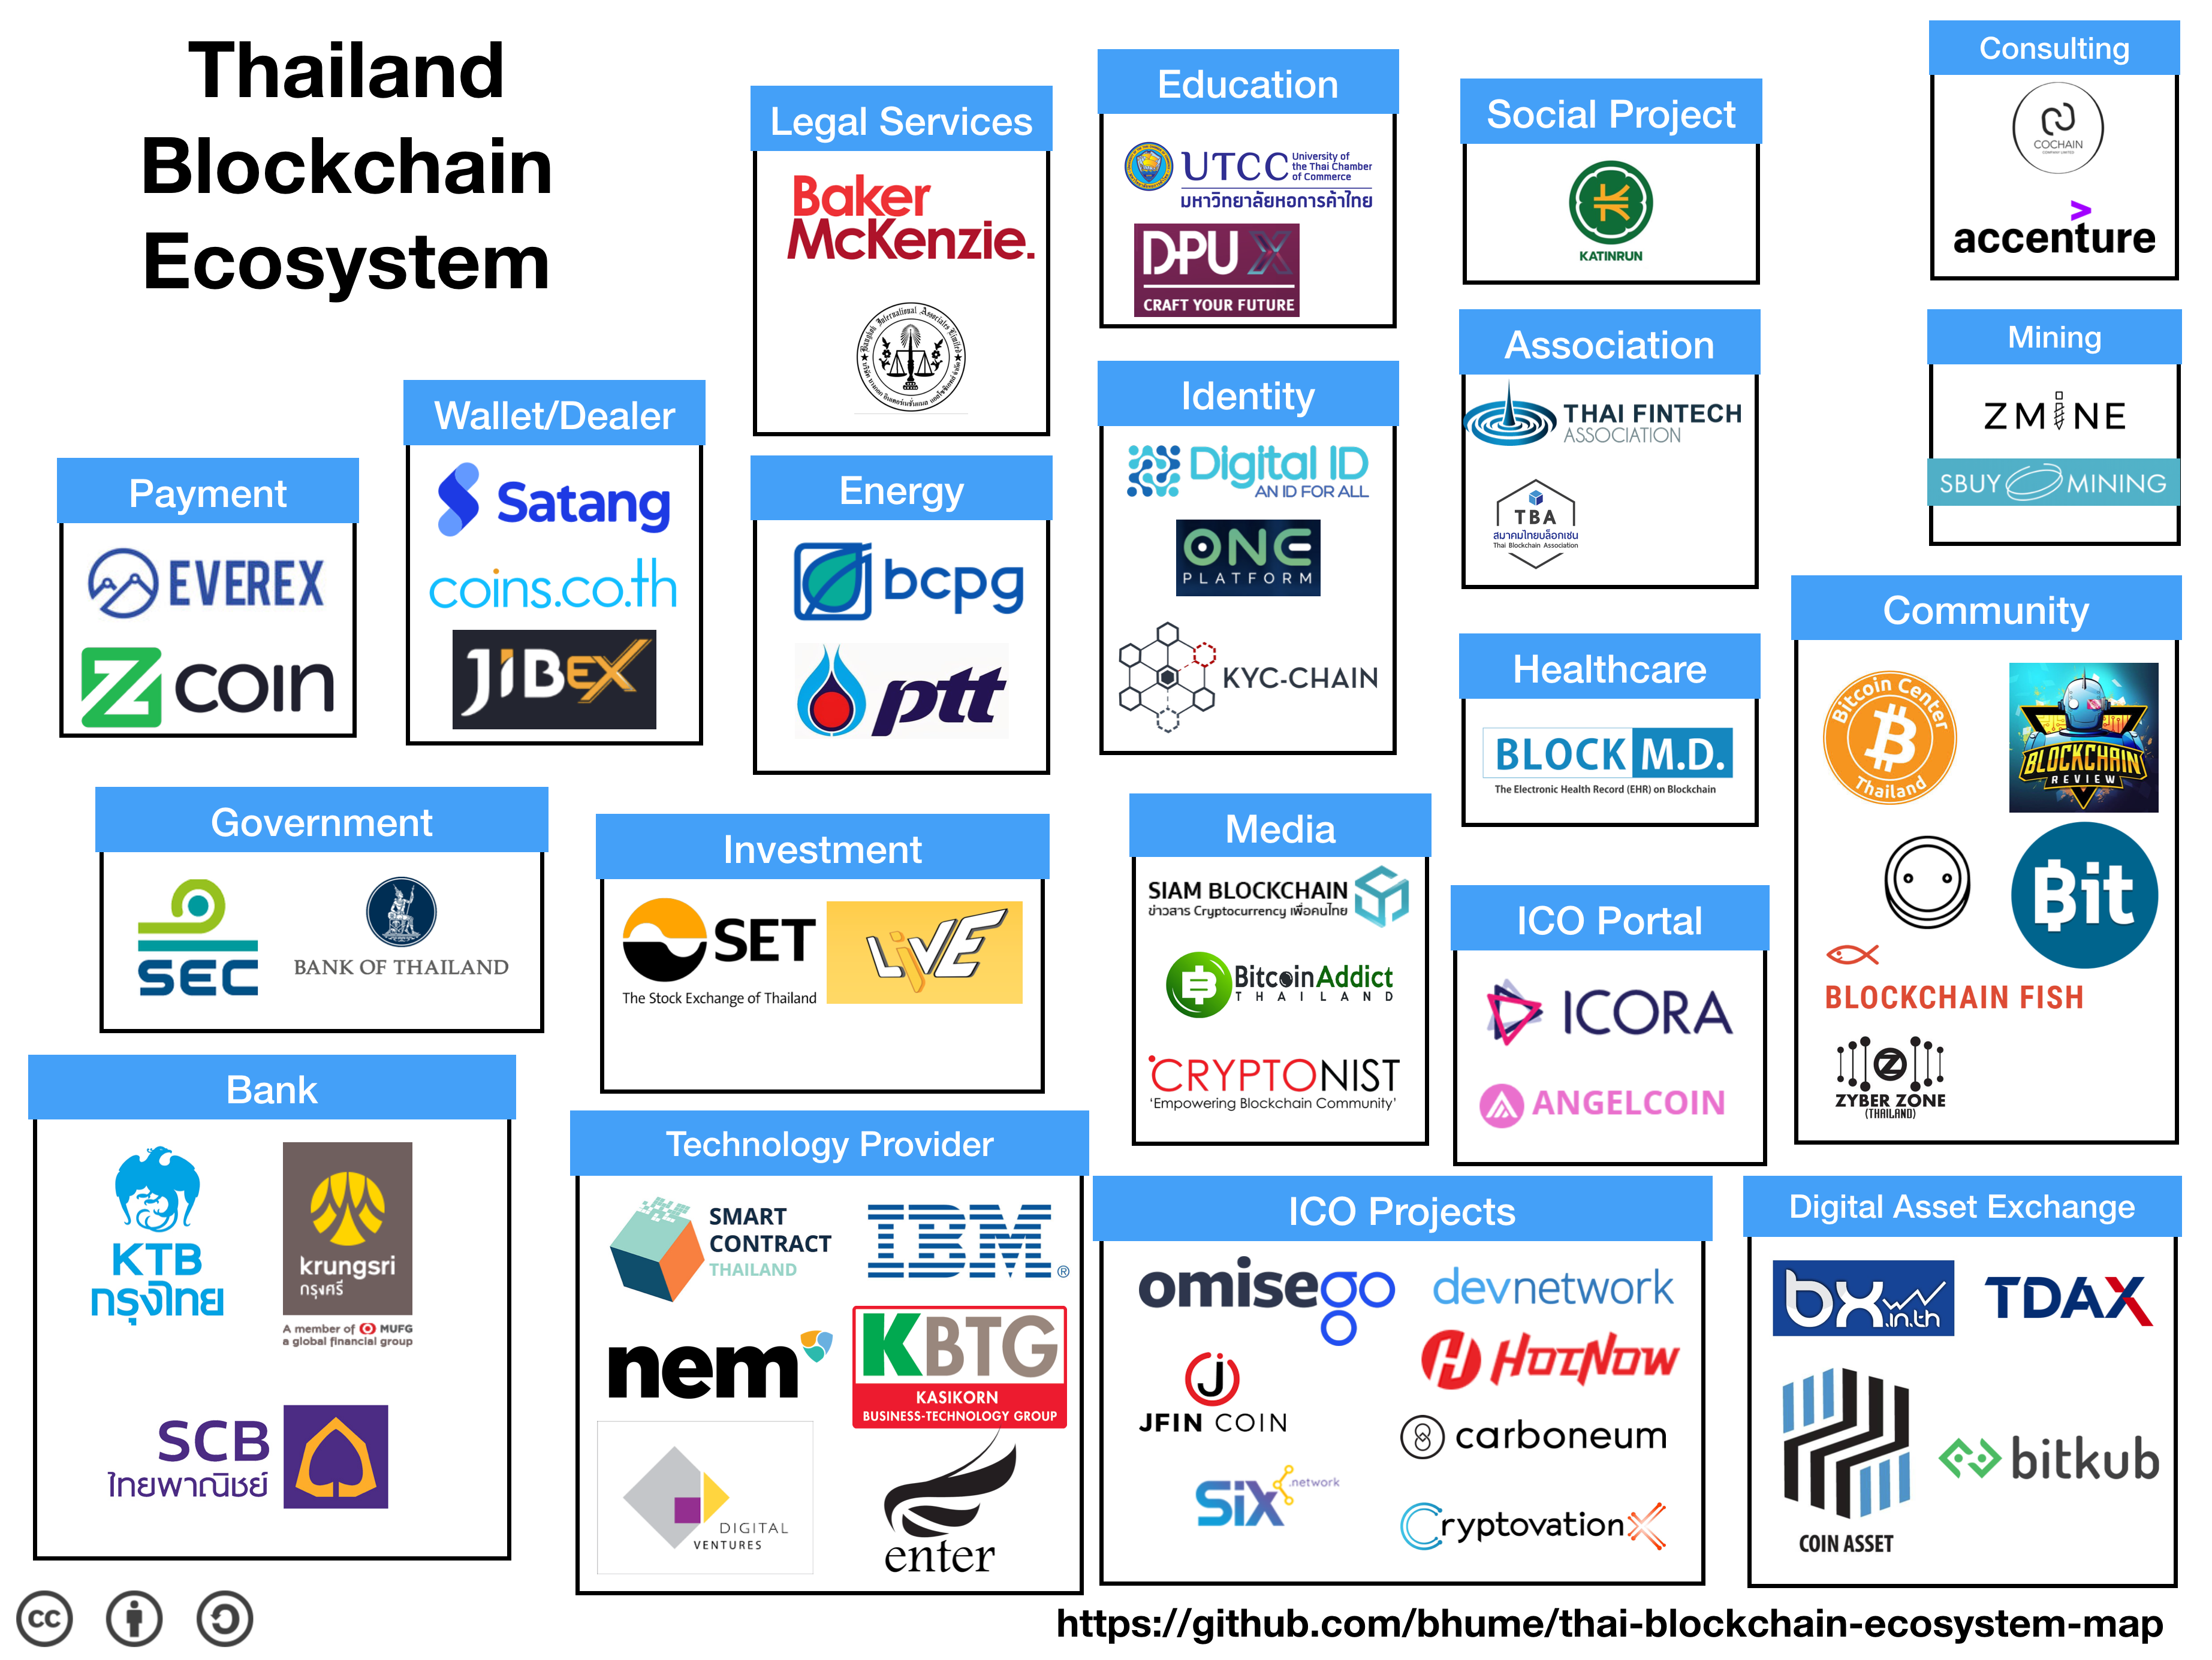 Thailand
Blockchain
Ecosystem
Legal Services
Baker
McKenzie.
Bangkok International Associates Limited
Education
UTCC University of
the Thai Chamber
of Commerce
มหาวิทยาลัยหอการค้าไทย
DPU X
CRAFT YOUR FUTURE
Social Project
KATINRUN
Consulting
COCHAIN
COMPANY LIMITED
accenture
Wallet/Dealer
Satang
coins.co.th
JIBEX
Payment
EVEREX
Zcoin
Energy
bcpg
ptt
Identity
Digital ID
AN ID FOR ALL
ONE
PLATFORM
KYC-CHAIN
Association
THAI FINTECH
ASSOCIATION
TBA
สมาคมไทยบล็อกเชน
Thai Blockchain Association
Mining
ZMINE
SBUY MINING
Healthcare
BLOCK M.D.
The Electronic Health Record (EHR) on Blockchain
Community
Bitcoin Center
Thailand
BLOCKCHAIN
REVIEW
Bit
BLOCKCHAIN FISH
ZYBER ZONE
(THAILAND)
Government
SEC
BANK OF THAILAND
Investment
SET
The Stock Exchange of Thailand
LiVE
Media
SIAM BLOCKCHAIN
ข่าวสาร Cryptocurrency เพื่อคนไทย
BitcoinAddict
THAILAND
CRYPTONIST
'Empowering Blockchain Community'
ICO Portal
ICORA
ANGELCOIN
Bank
KTB
กรุงไทย
krungsri
กรุงศรี
A member of MUFG
a global financial group
SCB
ไทยพาณิชย์
Technology Provider
SMART
CONTRACT
THAILAND
IBM®
nem
KBTG
KASIKORN
BUSINESS-TECHNOLOGY GROUP
DIGITAL
VENTURES
enter
ICO Projects
omisego
devnetwork
JFIN COIN
HotNow
carboneum
SiX.network
CryptovationX
Digital Asset Exchange
bx.in.th
TDAX
COIN ASSET
bitkub
cc
https://github.com/bhume/thai-blockchain-ecosystem-map